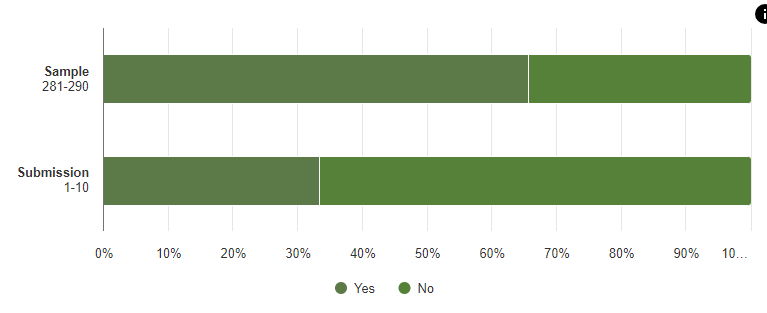 Sample
281-290
Submission
1-10
0% 10% 20% 30% 40% 50% 60% 70% 80% 90% 10...
Yes No